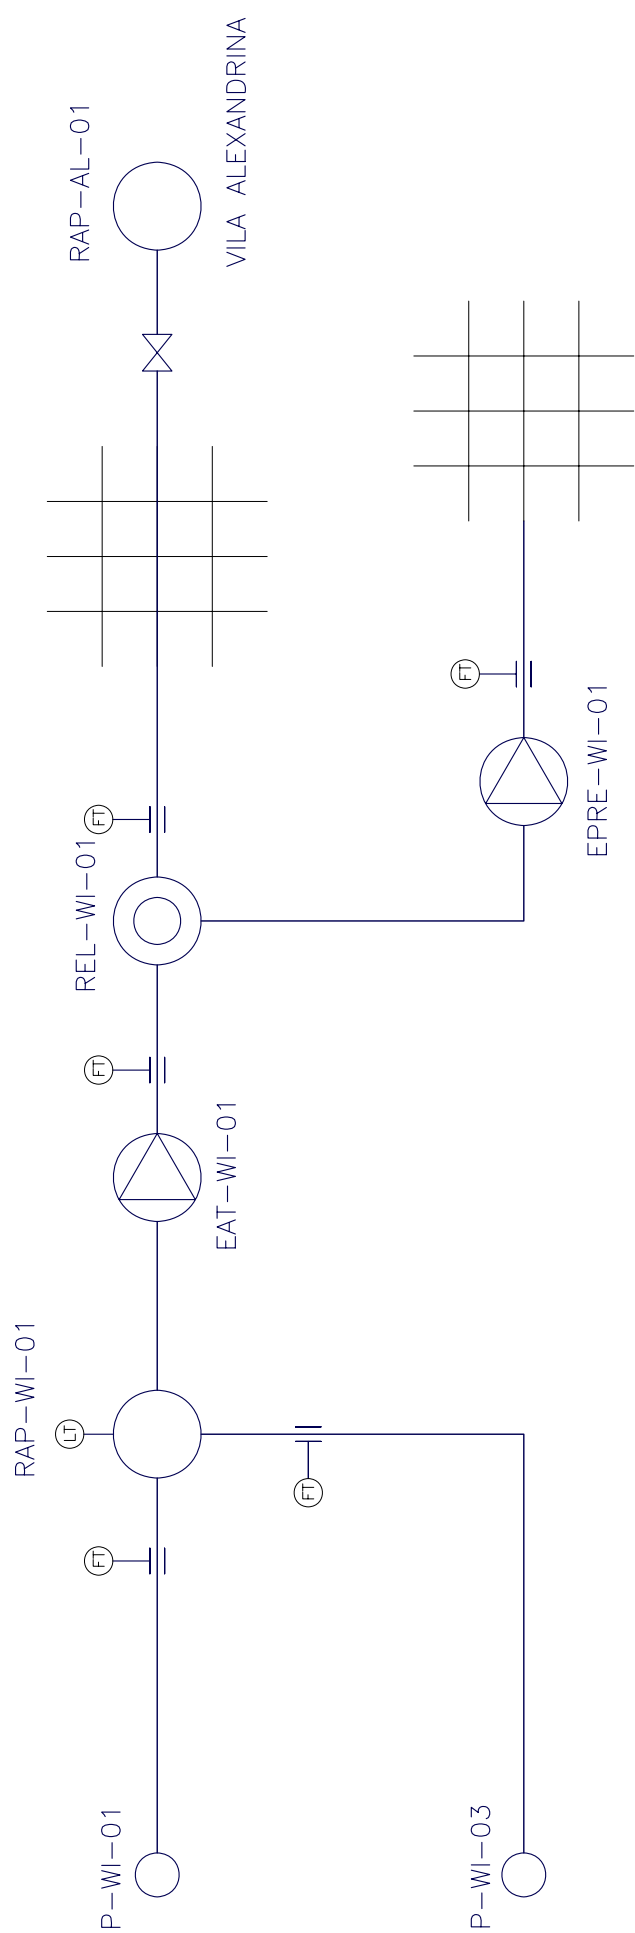 P-WI-01
FT
RAP-WI-01
LT
EAT-WI-01
FT
REL-WI-01
FT
RAP-AL-01
VILA ALEXANDRINA
P-WI-03
FT
EPRE-WI-01
FT